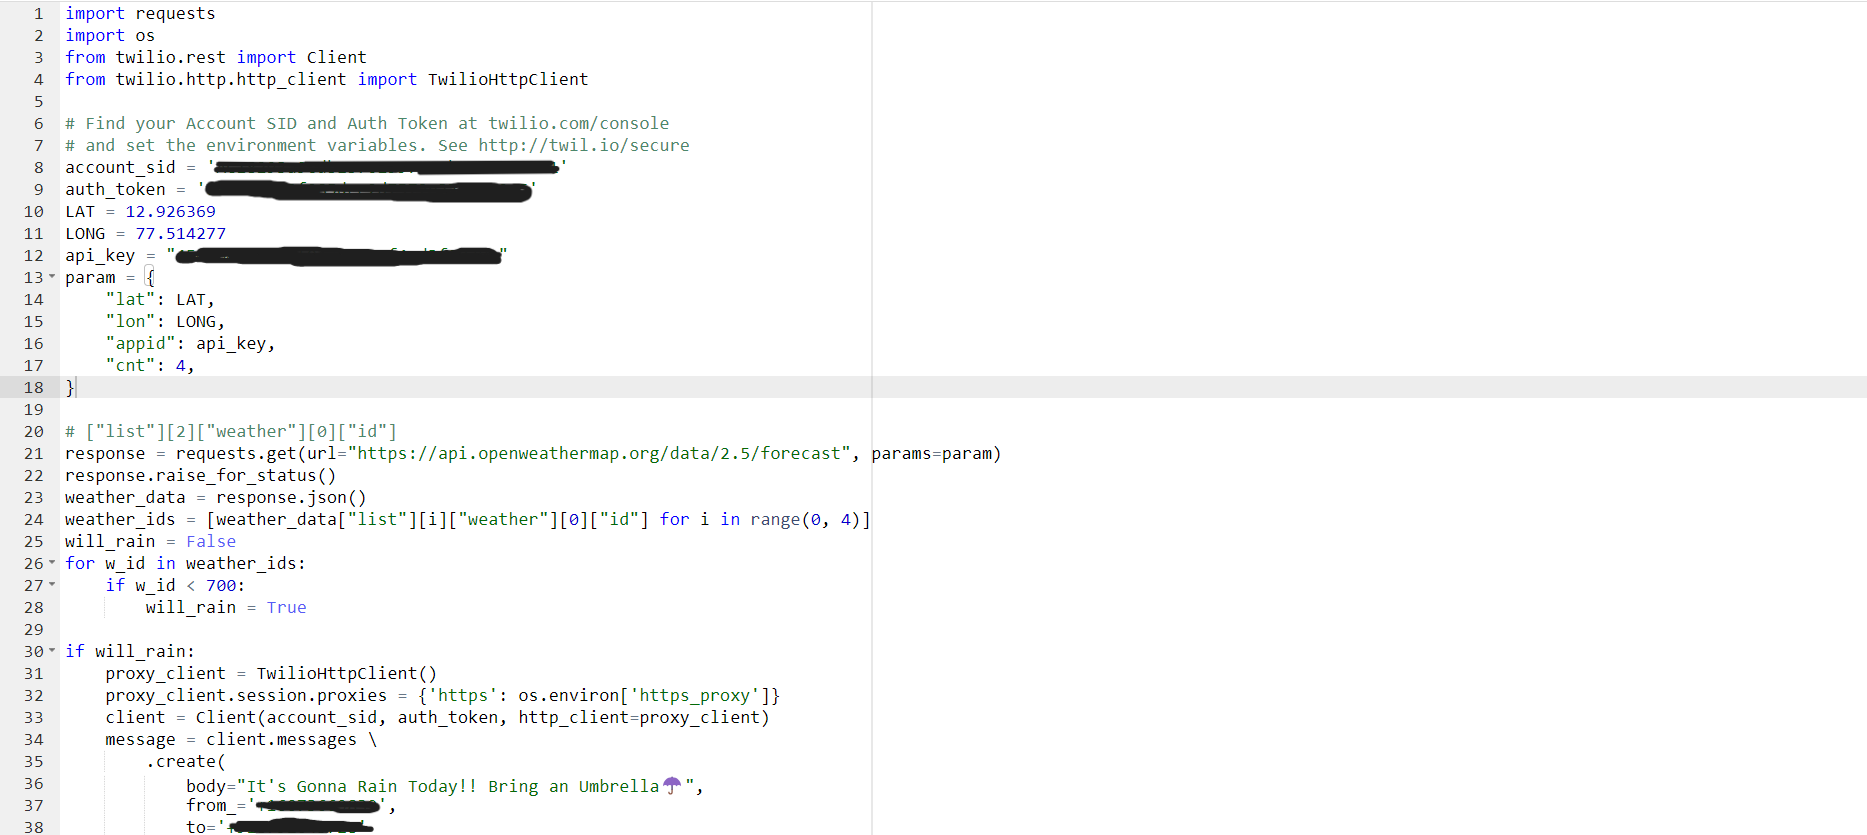 1 import requests
2 import os
3 from twilio.rest import Client
4 from twilio.http.http_client import TwilioHttpClient
5
6 # Find your Account SID and Auth Token at twilio.com/console
7 # and set the environment variables. See http://twil.io/secure
8 account_sid = ''
9 auth_token = ''
10 LAT = 12.926369
11 LONG = 77.514277
12 api_key = ""
13 param = {
14 "lat": LAT,
15 "lon": LONG,
16 "appid": api_key,
17 "cnt": 4,
18 }
19
20 # ["list"][2]["weather"][0]["id"]
21 response = requests.get(url="https://api.openweathermap.org/data/2.5/forecast", params=param)
22 response.raise_for_status()
23 weather_data = response.json()
24 weather_ids = [weather_data["list"][i]["weather"][0]["id"] for i in range(0, 4)]
25 will_rain = False
26 for w_id in weather_ids:
27 if w_id < 700:
28 will_rain = True
29
30 if will_rain:
31 proxy_client = TwilioHttpClient()
32 proxy_client.session.proxies = {'https': os.environ['https_proxy']}
33 client = Client(account_sid, auth_token, http_client=proxy_client)
34 message = client.messages \
35 .create(
36 body="It's Gonna Rain Today!! Bring an Umbrella☂️",
37 from_='',
38 to='